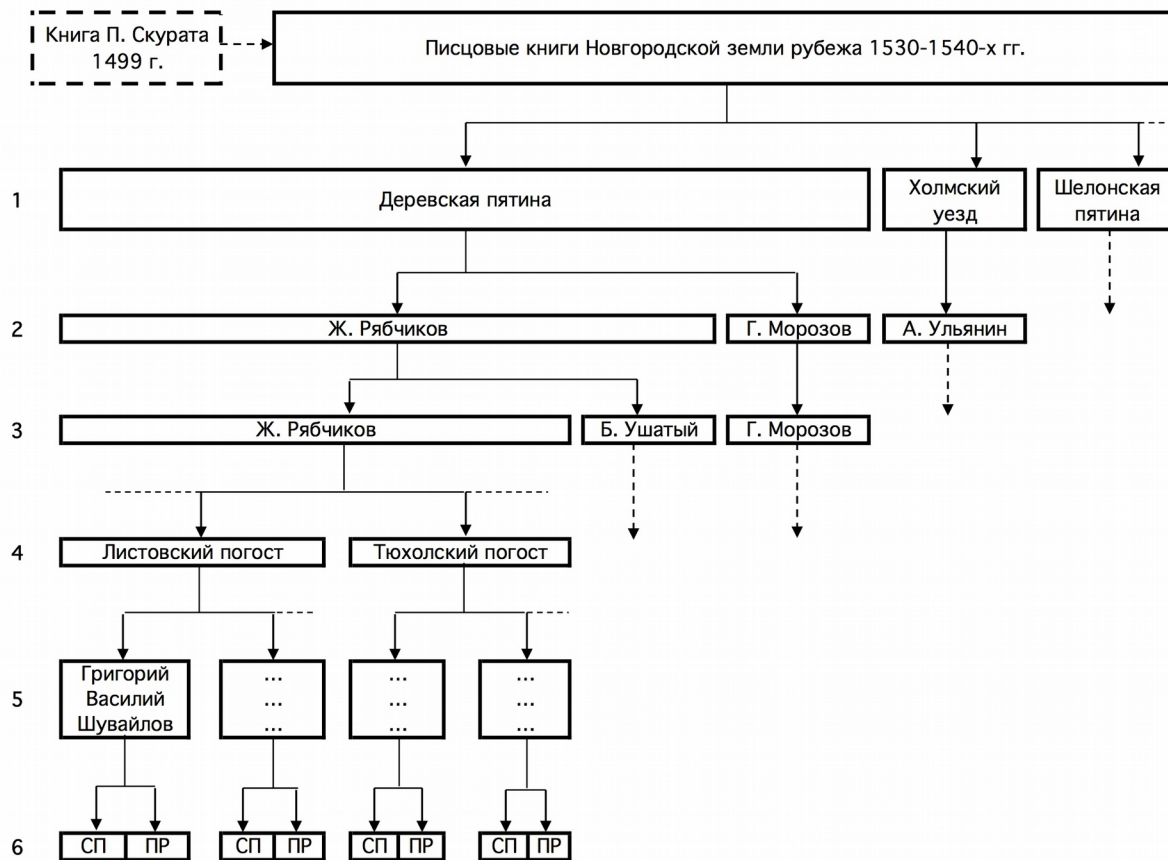 Книга П. Скурата
1499 г.
Писцовые книги Новгородской земли рубежа 1530-1540-х гг.
1
Деревская пятина
Холмский
уезд
Шелонская
пятина
2
Ж. Рябчиков
Г. Морозов
А. Ульянин
3
Ж. Рябчиков
Б. Ушатый
Г. Морозов
4
Листовский погост
Тюхолский погост
5
Григорий
Василий
Шувайлов
...
...
...
...
...
...
...
...
...
6
СП
ПР
СП
ПР
СП
ПР
СП
ПР